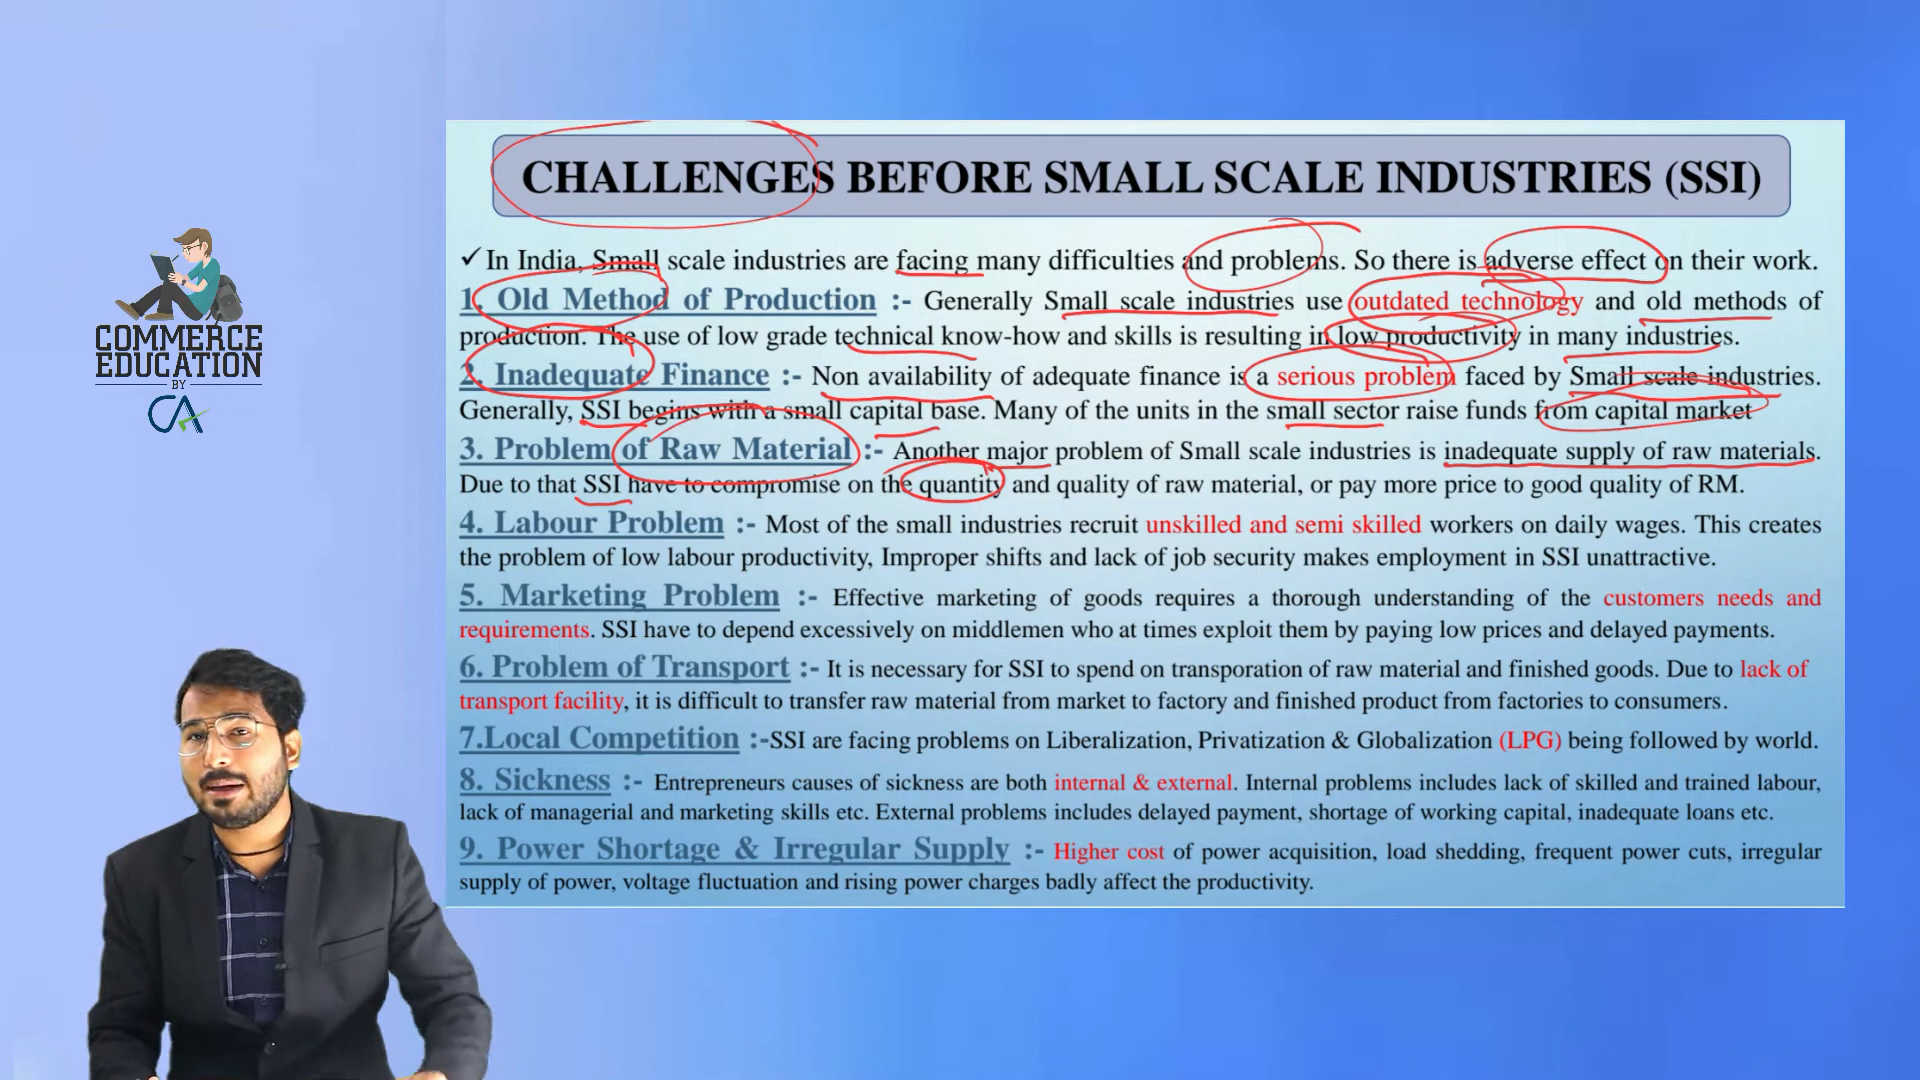 COMMERCE
EDUCATION
BY
CA
CHALLENGES BEFORE SMALL SCALE INDUSTRIES (SSI)
✓In India, Small scale industries are facing many difficulties and problems. So there is adverse effect on their work.
1. Old Method of Production :- Generally Small scale industries use outdated technology and old methods of
production. The use of low grade technical know-how and skills is resulting in low productivity in many industries.
2. Inadequate Finance :- Non availability of adequate finance is a serious problem faced by Small scale industries.
Generally, SSI begins with a small capital base. Many of the units in the small sector raise funds from capital market
3. Problem of Raw Material :- Another major problem of Small scale industries is inadequate supply of raw materials.
Due to that SSI have to compromise on the quantity and quality of raw material, or pay more price to good quality of RM.
4. Labour Problem :- Most of the small industries recruit unskilled and semi skilled workers on daily wages. This creates
the problem of low labour productivity, Improper shifts and lack of job security makes employment in SSI unattractive.
5. Marketing Problem :- Effective marketing of goods requires a thorough understanding of the customers needs and
requirements. SSI have to depend excessively on middlemen who at times exploit them by paying low prices and delayed payments.
6. Problem of Transport :- It is necessary for SSI to spend on transporation of raw material and finished goods. Due to lack of
transport facility, it is difficult to transfer raw material from market to factory and finished product from factories to consumers.
7.Local Competition :-SSI are facing problems on Liberalization, Privatization & Globalization (LPG) being followed by world.
8. Sickness :- Entrepreneurs causes of sickness are both internal & external. Internal problems includes lack of skilled and trained labour,
lack of managerial and marketing skills etc. External problems includes delayed payment, shortage of working capital, inadequate loans etc.
9. Power Shortage & Irregular Supply :- Higher cost of power acquisition, load shedding, frequent power cuts, irregular
supply of power, voltage fluctuation and rising power charges badly affect the productivity.